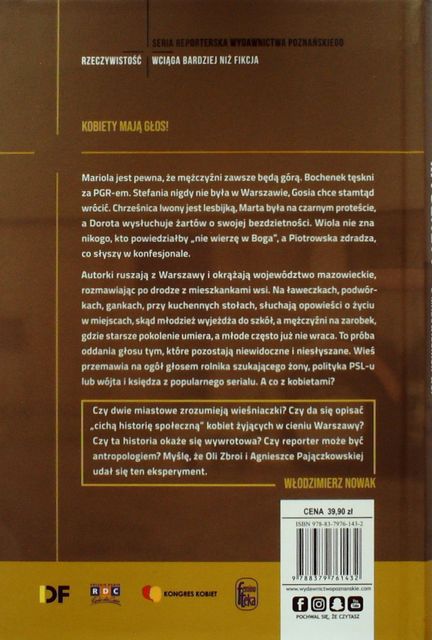 SERIA REPORTERSKA WYDAWNICTWA POZNAŃSKIEGO
RZECZYWISTOŚĆ WCIĄGA BARDZIEJ NIŻ FIKCJA
KOBIETY MAJĄ GŁOS!
Mariola jest pewna, że mężczyźni zawsze będą górą. Bochenek tęskni
za PGR-em. Stefania nigdy nie była w Warszawie, Gosia chce stamtąd
wrócić. Chrześnica Iwony jest lesbijką, Marta była na czarnym proteście,
a Dorota wysłuchuje żartów o swojej bezdzietności. Wiola nie zna
nikogo, kto powiedziałby „nie wierzę w Boga”, a Piotrowska zdradza,
co słyszy w konfesjonale.
Autorki ruszają z Warszawy i okrążają województwo mazowieckie,
rozmawiając po drodze z mieszkankami wsi. Na ławeczkach, podwór-
kach, gankach, przy kuchennych stołach, słuchają opowieści o życiu
w miejscach, skąd młodzież wyjeżdża do szkół, a mężczyźni na zarobek,
gdzie starsze pokolenie umiera, a młode często już nie wraca. To próba
oddania głosu tym, które pozostają niewidoczne i niesłyszane. Wieś
przemawia na ogół głosem rolnika szukającego żony, polityka PSL-u
lub wójta i księdza z popularnego serialu. A co z kobietami?
Czy dwie miastowe zrozumieją wieśniaczki? Czy da się opisać
„cichą historię społeczną” kobiet żyjących w cieniu Warszawy?
Czy ta historia okaże się wywrotowa? Czy reporter może być
antropologiem? Myślę, że Oli Zbroi i Agnieszce Pajączkowskiej
udał się ten eksperyment.
WŁODZIMIERZ NOWAK
CENA 39,90 zł
ISBN 978-83-7976-143-2
9 788379 761432
www.wydawnictwopoznanskie.com
POCHWAL SIĘ, ŻE CZYTASZ
DF
RDC
KONGRES KOBIET
femino
teka